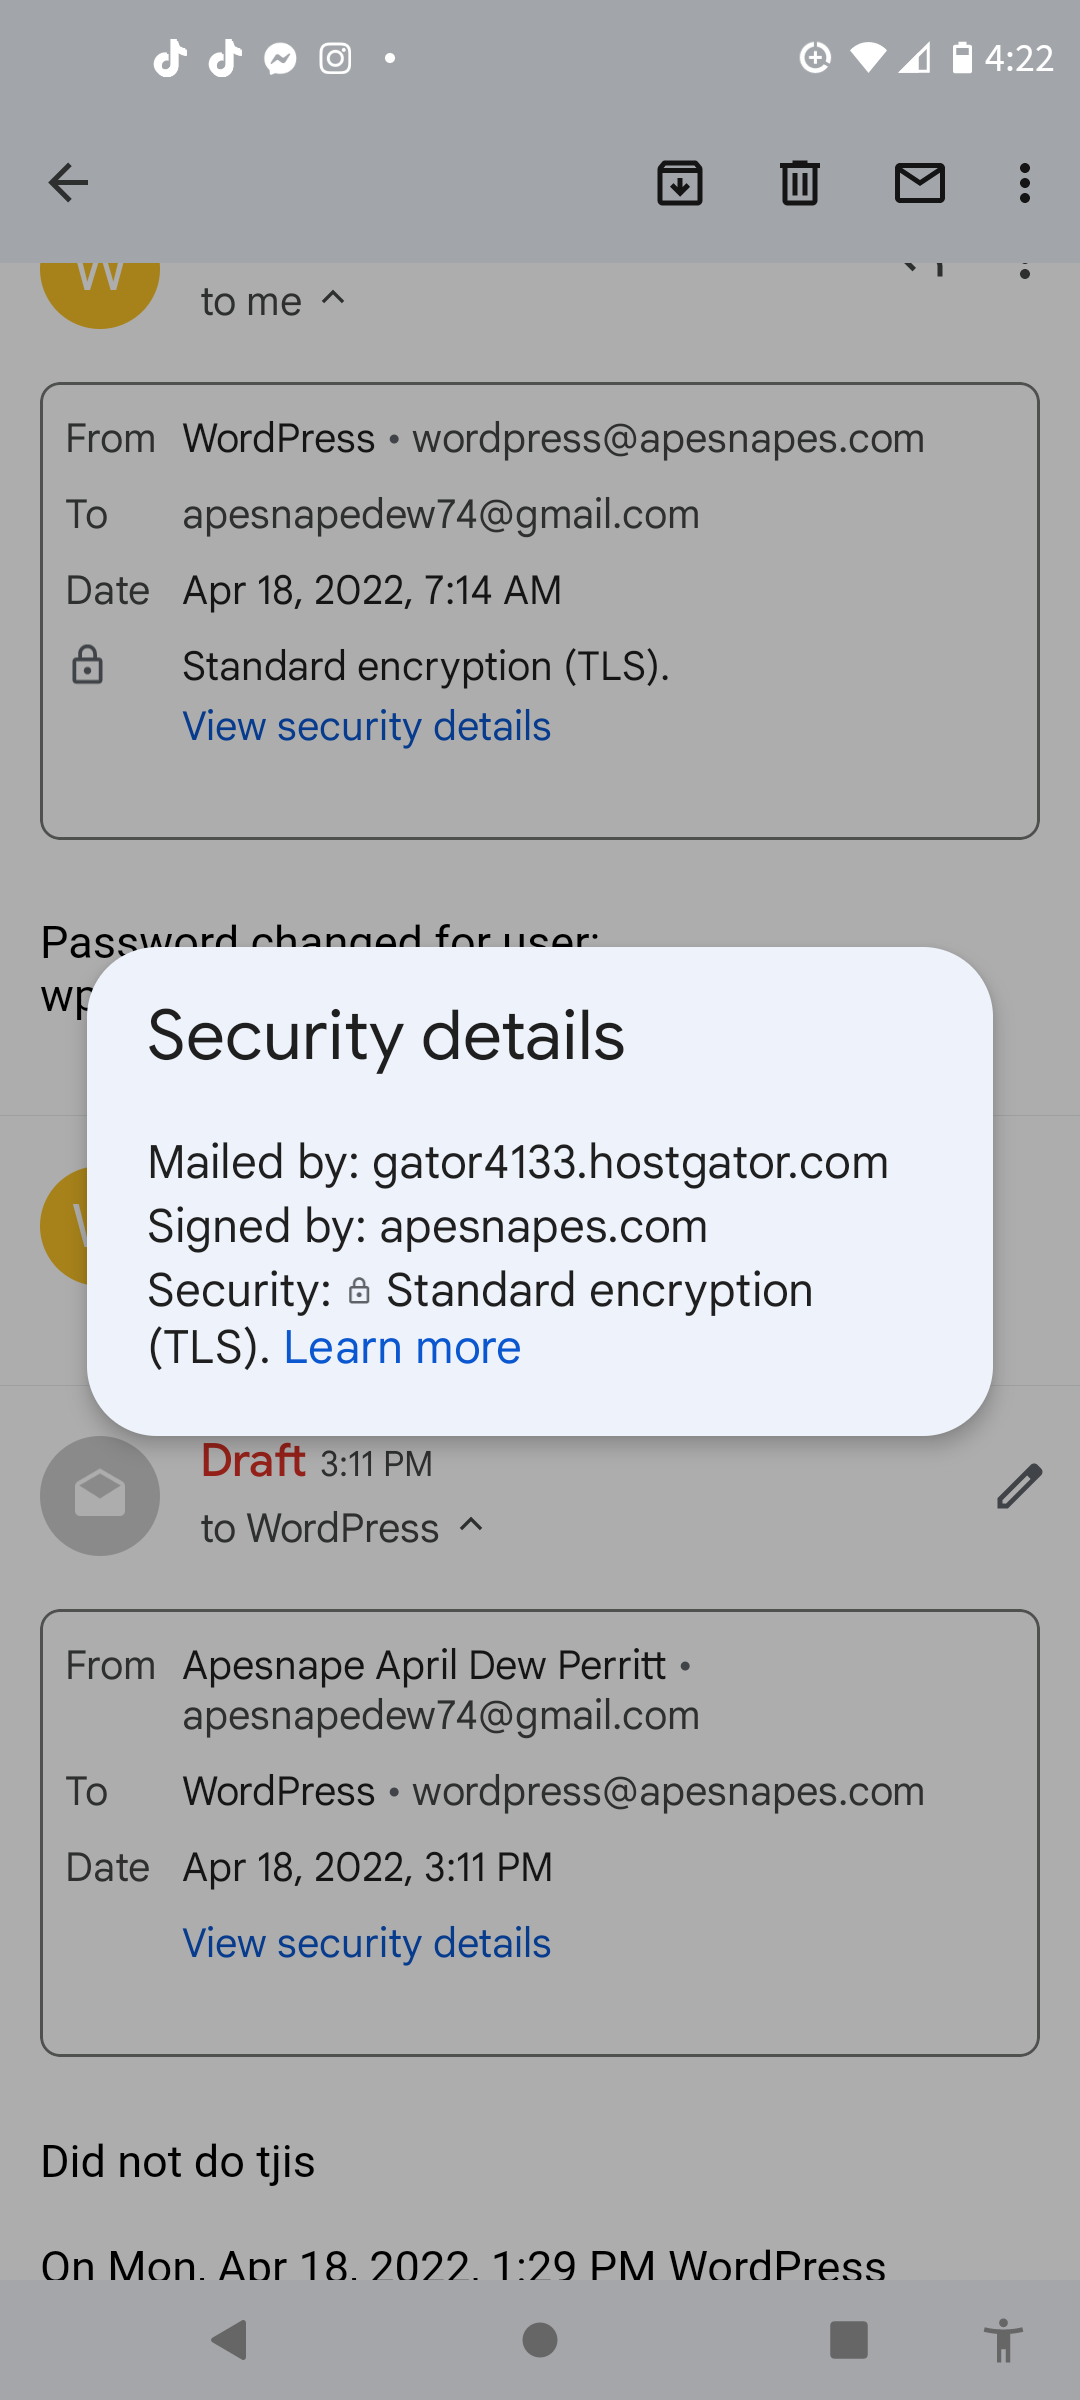 4:22
to me
From WordPress • wordpress@apesnapes.com
To apesnapedew74@gmail.com
Date Apr 18, 2022, 7:14 AM
Standard encryption (TLS).
View security details
Password changed for user:
wp
Security details
Mailed by: gator4133.hostgator.com
Signed by: apesnapes.com
Security: Standard encryption
(TLS). Learn more
Draft 3:11 PM
to WordPress
From Apesnape April Dew Perritt •
apesnapedew74@gmail.com
To WordPress • wordpress@apesnapes.com
Date Apr 18, 2022, 3:11 PM
View security details
Did not do tjis
On Mon, Apr 18, 2022, 1:29 PM WordPress